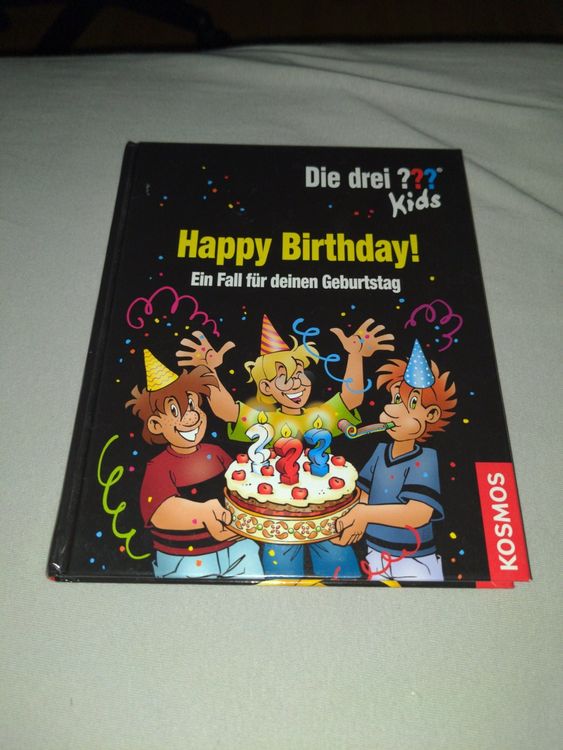 Die drei ???®
Kids
Happy Birthday!
Ein Fall für deinen Geburtstag
???
KOSMOS